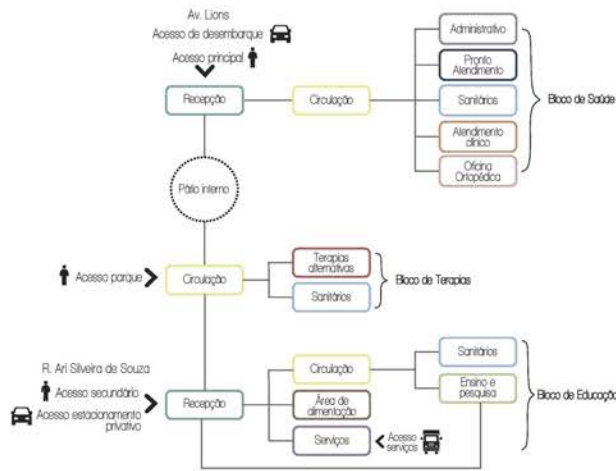 Av. Lions
Acesso de desembarque
Acesso principal
Recepção
Circulação
Administrativo
Pronto
Atendimento
Sanitários
Atendimento
clínico
Oficina
Ortopédica
Bloco de Saúde
Pátio interno
Acesso parque
Circulação
Terapias
alternativas
Sanitários
Bloco de Terapias
R. Ari Silveira de Souza
Acesso secundário
Acesso estacionamento
privativo
Recepção
Circulação
Área de
alimentação
Serviços
Acesso
serviços
Sanitários
Ensino e
pesquisa
Bloco de Educação